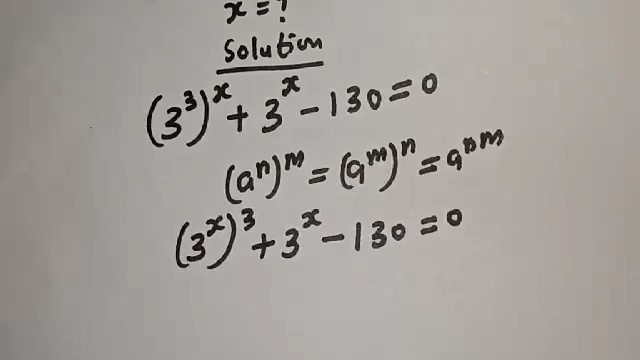 x = ?
Solution
(3³)ˣ + 3ˣ - 130 = 0
(aⁿ)ᵐ = (aᵐ)ⁿ = aⁿᵐ
(3ˣ)³ + 3ˣ - 130 = 0